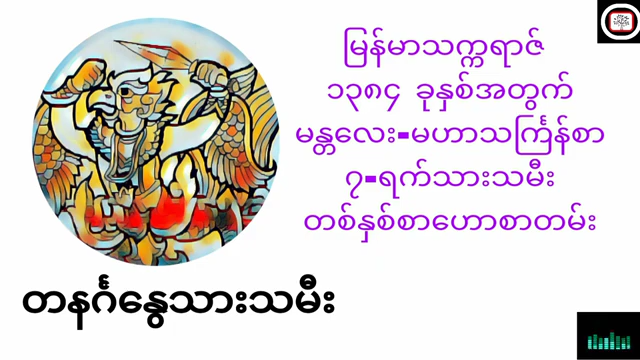 မြန်မာသက္ကရာဇ်
၁၃၈၄ ခုနှစ်အတွက်
မန္တလေး-မဟာသင်္ကြန်စာ
၇-ရက်သားသမီး
တစ်နှစ်စာဟောစာတမ်း
တနင်္ဂနွေသားသမီး